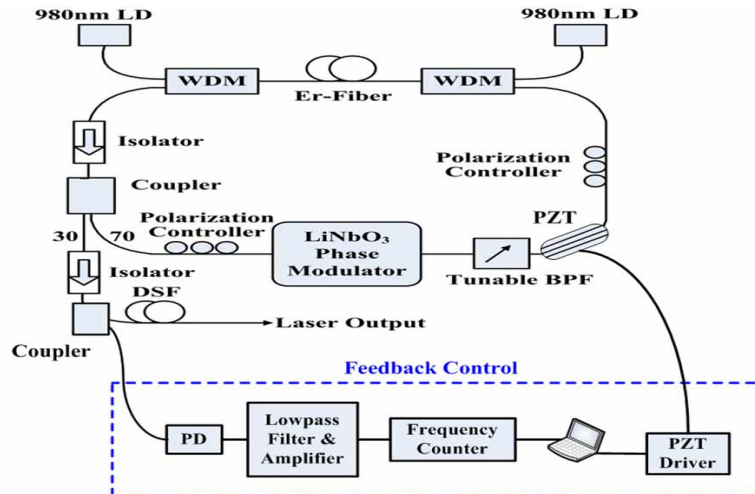 980nm LD
980nm LD
WDM
Er-Fiber
WDM
Isolator
Coupler
Polarization
Controller
30
70
Polarization
Controller
LiNbO3
Phase
Modulator
PZT
Tunable BPF
Isolator
DSF
Laser Output
Coupler
Feedback Control
PD
Lowpass
Filter &
Amplifier
Frequency
Counter
PZT
Driver